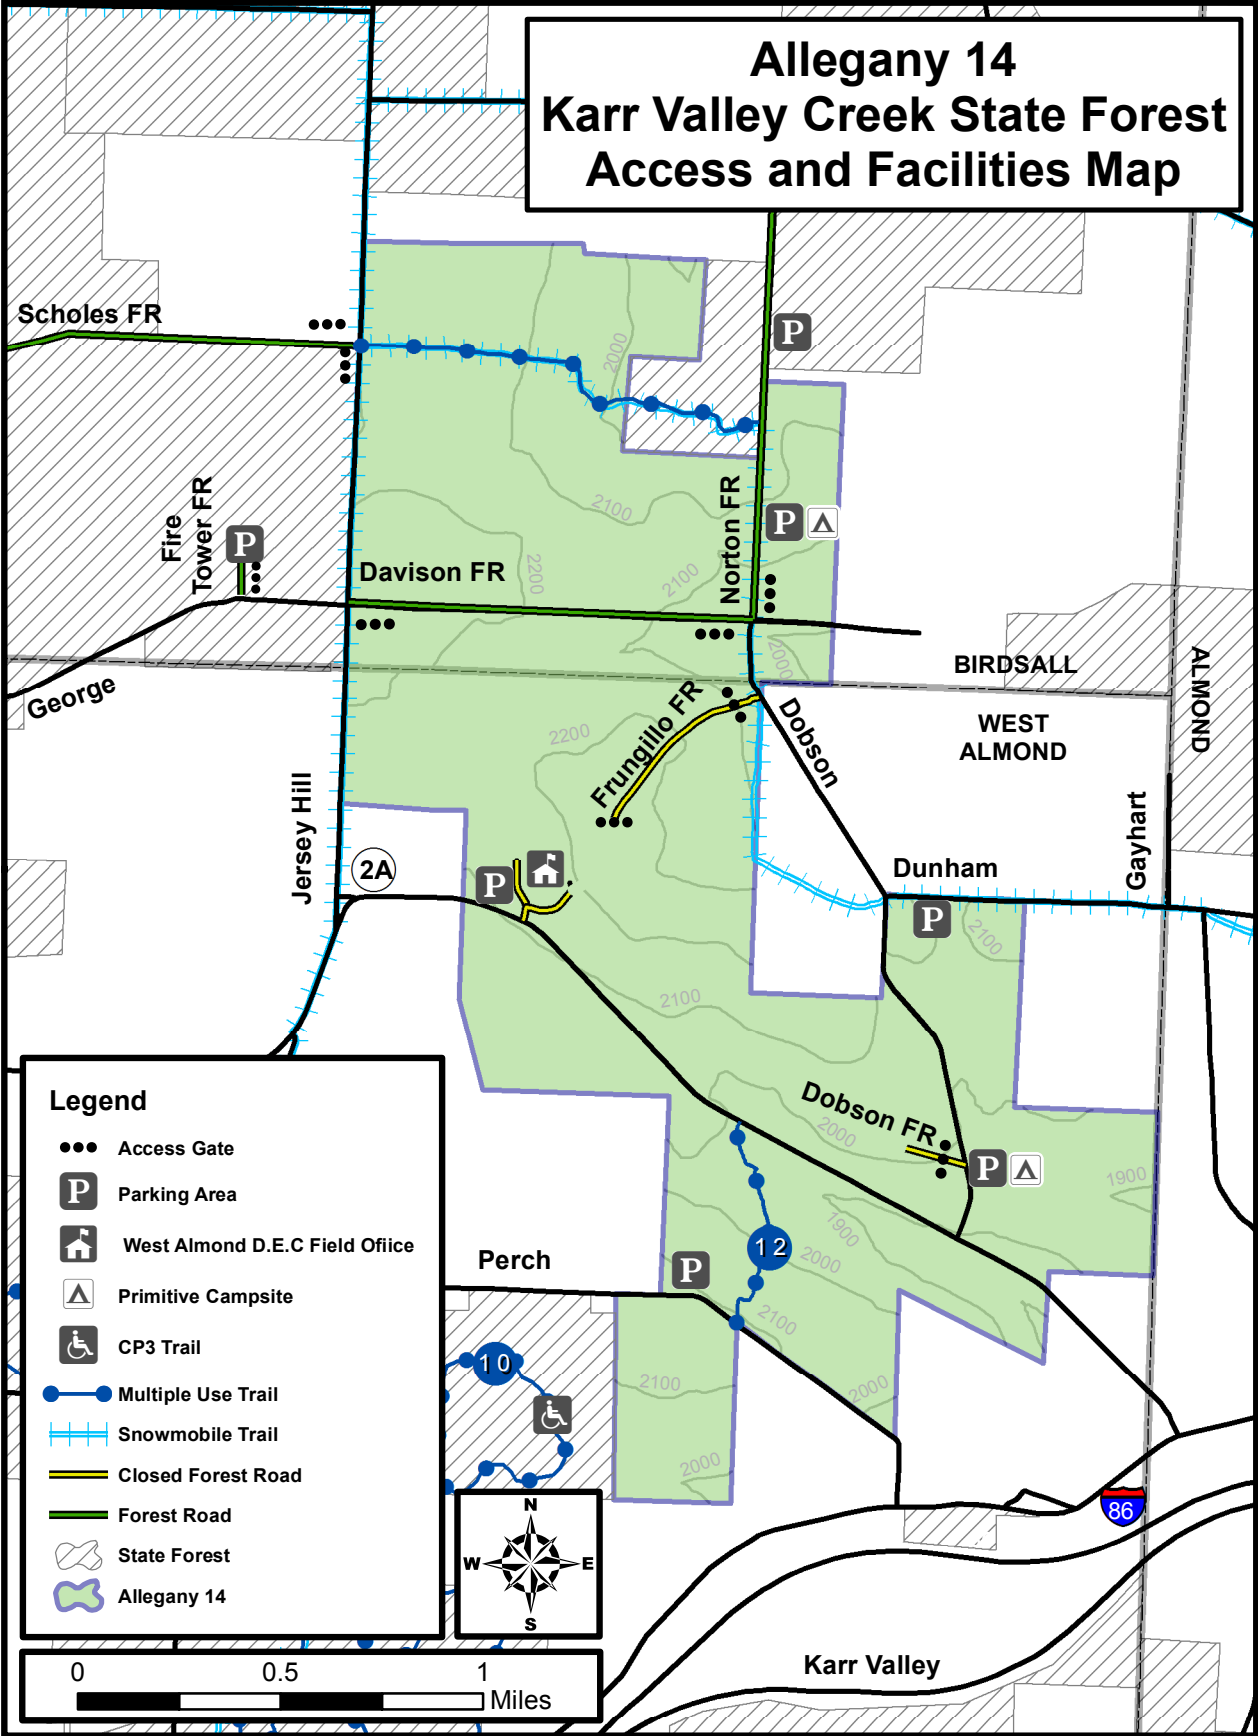 Allegany 14
Karr Valley Creek State Forest
Access and Facilities Map
Scholes FR
2000
P
Fire
Tower FR
P
Norton FR
2100
P
Davison FR
2200
2100
2000
BIRDSALL
ALMOND
George
WEST
ALMOND
Frungillo FR
Dobson
2200
Jersey Hill
2A
P
Dunham
Gayhart
P
2100
2100
Dobson FR
2000
P
1900
1900
12
2000
Perch
P
2100
10
2100
2000
2000
86
Karr Valley
Legend
Access Gate
P
Parking Area
West Almond D.E.C Field Ofiice
Primitive Campsite
CP3 Trail
Multiple Use Trail
Snowmobile Trail
Closed Forest Road
Forest Road
State Forest
Allegany 14
N
W E
S
0 0.5 1
Miles